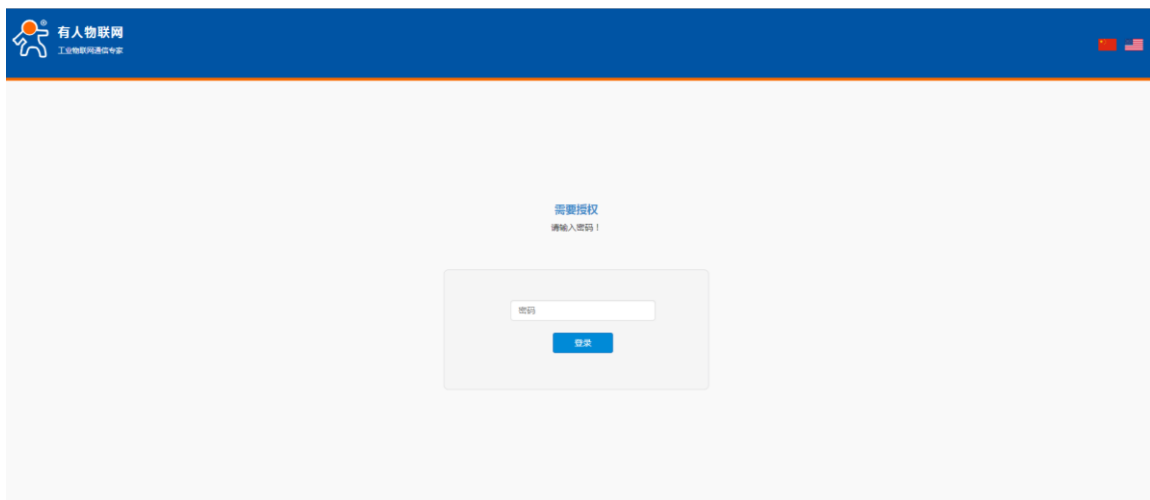 有人物联网
工业物联网通信专家
需要授权
请输入密码！
密码
登录